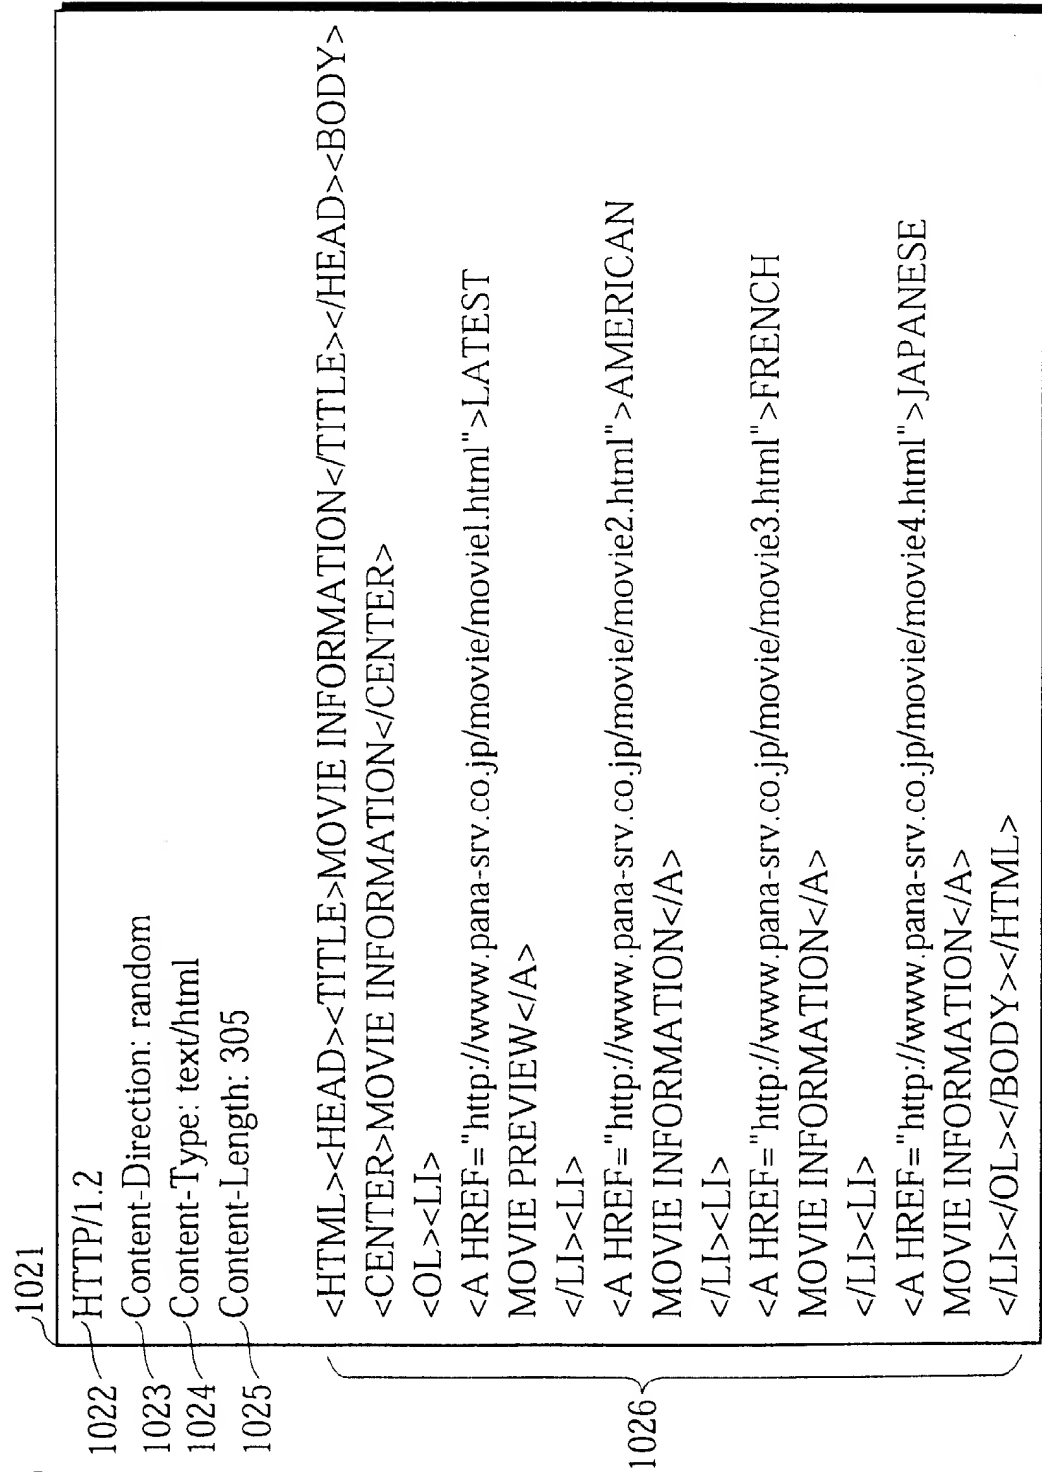 1021
1022 HTTP/1.2
1023 Content-Direction: random
1024 Content-Type: text/html
1025 Content-Length: 305
1026
<HTML><HEAD><TITLE>MOVIE INFORMATION</TITLE></HEAD><BODY>
<CENTER>MOVIE INFORMATION</CENTER>
<OL><LI>
<A HREF="http://www.pana-srv.co.jp/movie/movie1.html">LATEST
MOVIE PREVIEW</A>
</LI><LI>
<A HREF="http://www.pana-srv.co.jp/movie/movie2.html">AMERICAN
MOVIE INFORMATION</A>
</LI><LI>
<A HREF="http://www.pana-srv.co.jp/movie/movie3.html">FRENCH
MOVIE INFORMATION</A>
</LI><LI>
<A HREF="http://www.pana-srv.co.jp/movie/movie4.html">JAPANESE
MOVIE INFORMATION</A>
</LI></OL></BODY></HTML>